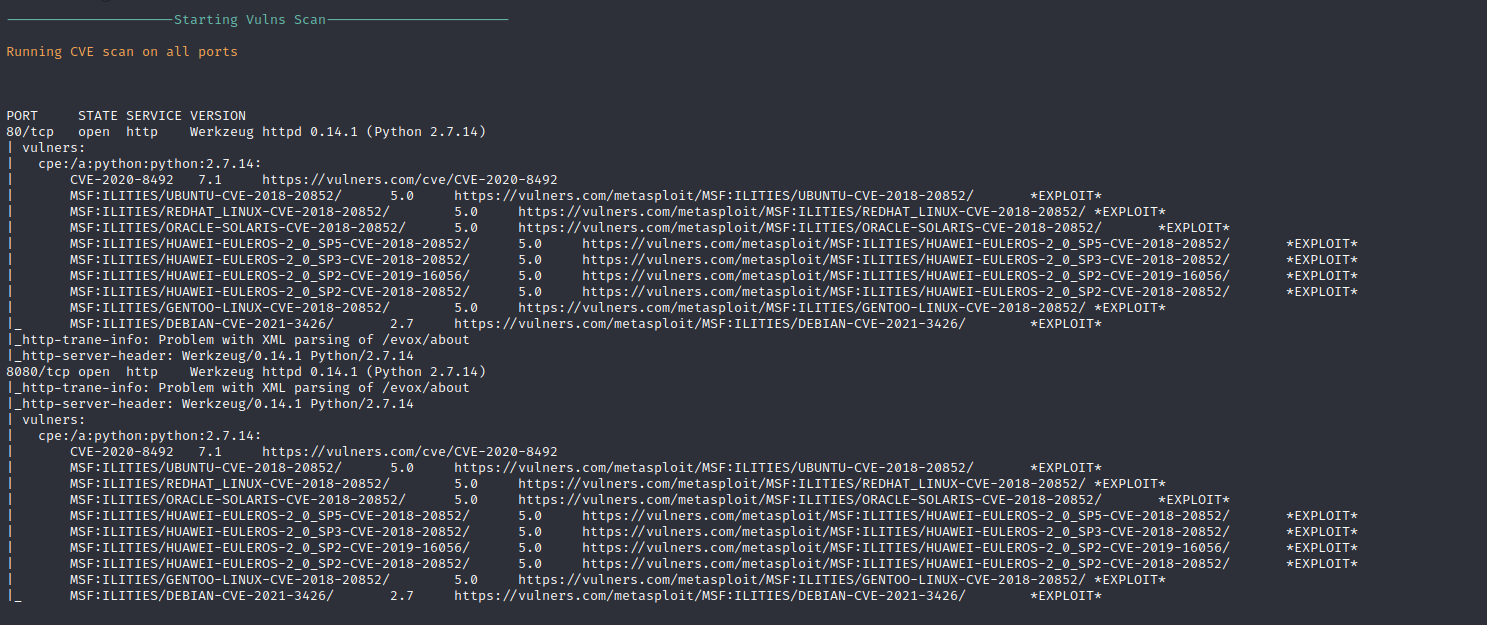 ---------------------Starting Vulns Scan-----------------------
Running CVE scan on all ports
PORT     STATE SERVICE VERSION
80/tcp   open  http    Werkzeug httpd 0.14.1 (Python 2.7.14)
| vulners:
|   cpe:/a:python:python:2.7.14:
|       CVE-2020-8492   7.1     https://vulners.com/cve/CVE-2020-8492
|       MSF:ILITIES/UBUNTU-CVE-2018-20852/      5.0     https://vulners.com/metasploit/MSF:ILITIES/UBUNTU-CVE-2018-20852/       *EXPLOIT*
|       MSF:ILITIES/REDHAT_LINUX-CVE-2018-20852/        5.0     https://vulners.com/metasploit/MSF:ILITIES/REDHAT_LINUX-CVE-2018-20852/ *EXPLOIT*
|       MSF:ILITIES/ORACLE-SOLARIS-CVE-2018-20852/      5.0     https://vulners.com/metasploit/MSF:ILITIES/ORACLE-SOLARIS-CVE-2018-20852/       *EXPLOIT*
|       MSF:ILITIES/HUAWEI-EULEROS-2_0_SP5-CVE-2018-20852/      5.0     https://vulners.com/metasploit/MSF:ILITIES/HUAWEI-EULEROS-2_0_SP5-CVE-2018-20852/       *EXPLOIT*
|       MSF:ILITIES/HUAWEI-EULEROS-2_0_SP3-CVE-2018-20852/      5.0     https://vulners.com/metasploit/MSF:ILITIES/HUAWEI-EULEROS-2_0_SP3-CVE-2018-20852/       *EXPLOIT*
|       MSF:ILITIES/HUAWEI-EULEROS-2_0_SP2-CVE-2019-16056/      5.0     https://vulners.com/metasploit/MSF:ILITIES/HUAWEI-EULEROS-2_0_SP2-CVE-2019-16056/       *EXPLOIT*
|       MSF:ILITIES/HUAWEI-EULEROS-2_0_SP2-CVE-2018-20852/      5.0     https://vulners.com/metasploit/MSF:ILITIES/HUAWEI-EULEROS-2_0_SP2-CVE-2018-20852/       *EXPLOIT*
|       MSF:ILITIES/GENTOO-LINUX-CVE-2018-20852/        5.0     https://vulners.com/metasploit/MSF:ILITIES/GENTOO-LINUX-CVE-2018-20852/ *EXPLOIT*
|_      MSF:ILITIES/DEBIAN-CVE-2021-3426/       2.7     https://vulners.com/metasploit/MSF:ILITIES/DEBIAN-CVE-2021-3426/        *EXPLOIT*
|_http-trane-info: Problem with XML parsing of /evox/about
|_http-server-header: Werkzeug/0.14.1 Python/2.7.14
8080/tcp open  http    Werkzeug httpd 0.14.1 (Python 2.7.14)
|_http-trane-info: Problem with XML parsing of /evox/about
|_http-server-header: Werkzeug/0.14.1 Python/2.7.14
| vulners:
|   cpe:/a:python:python:2.7.14:
|       CVE-2020-8492   7.1     https://vulners.com/cve/CVE-2020-8492
|       MSF:ILITIES/UBUNTU-CVE-2018-20852/      5.0     https://vulners.com/metasploit/MSF:ILITIES/UBUNTU-CVE-2018-20852/       *EXPLOIT*
|       MSF:ILITIES/REDHAT_LINUX-CVE-2018-20852/        5.0     https://vulners.com/metasploit/MSF:ILITIES/REDHAT_LINUX-CVE-2018-20852/ *EXPLOIT*
|       MSF:ILITIES/ORACLE-SOLARIS-CVE-2018-20852/      5.0     https://vulners.com/metasploit/MSF:ILITIES/ORACLE-SOLARIS-CVE-2018-20852/       *EXPLOIT*
|       MSF:ILITIES/HUAWEI-EULEROS-2_0_SP5-CVE-2018-20852/      5.0     https://vulners.com/metasploit/MSF:ILITIES/HUAWEI-EULEROS-2_0_SP5-CVE-2018-20852/       *EXPLOIT*
|       MSF:ILITIES/HUAWEI-EULEROS-2_0_SP3-CVE-2018-20852/      5.0     https://vulners.com/metasploit/MSF:ILITIES/HUAWEI-EULEROS-2_0_SP3-CVE-2018-20852/       *EXPLOIT*
|       MSF:ILITIES/HUAWEI-EULEROS-2_0_SP2-CVE-2019-16056/      5.0     https://vulners.com/metasploit/MSF:ILITIES/HUAWEI-EULEROS-2_0_SP2-CVE-2019-16056/       *EXPLOIT*
|       MSF:ILITIES/HUAWEI-EULEROS-2_0_SP2-CVE-2018-20852/      5.0     https://vulners.com/metasploit/MSF:ILITIES/HUAWEI-EULEROS-2_0_SP2-CVE-2018-20852/       *EXPLOIT*
|       MSF:ILITIES/GENTOO-LINUX-CVE-2018-20852/        5.0     https://vulners.com/metasploit/MSF:ILITIES/GENTOO-LINUX-CVE-2018-20852/ *EXPLOIT*
|_      MSF:ILITIES/DEBIAN-CVE-2021-3426/       2.7     https://vulners.com/metasploit/MSF:ILITIES/DEBIAN-CVE-2021-3426/        *EXPLOIT*